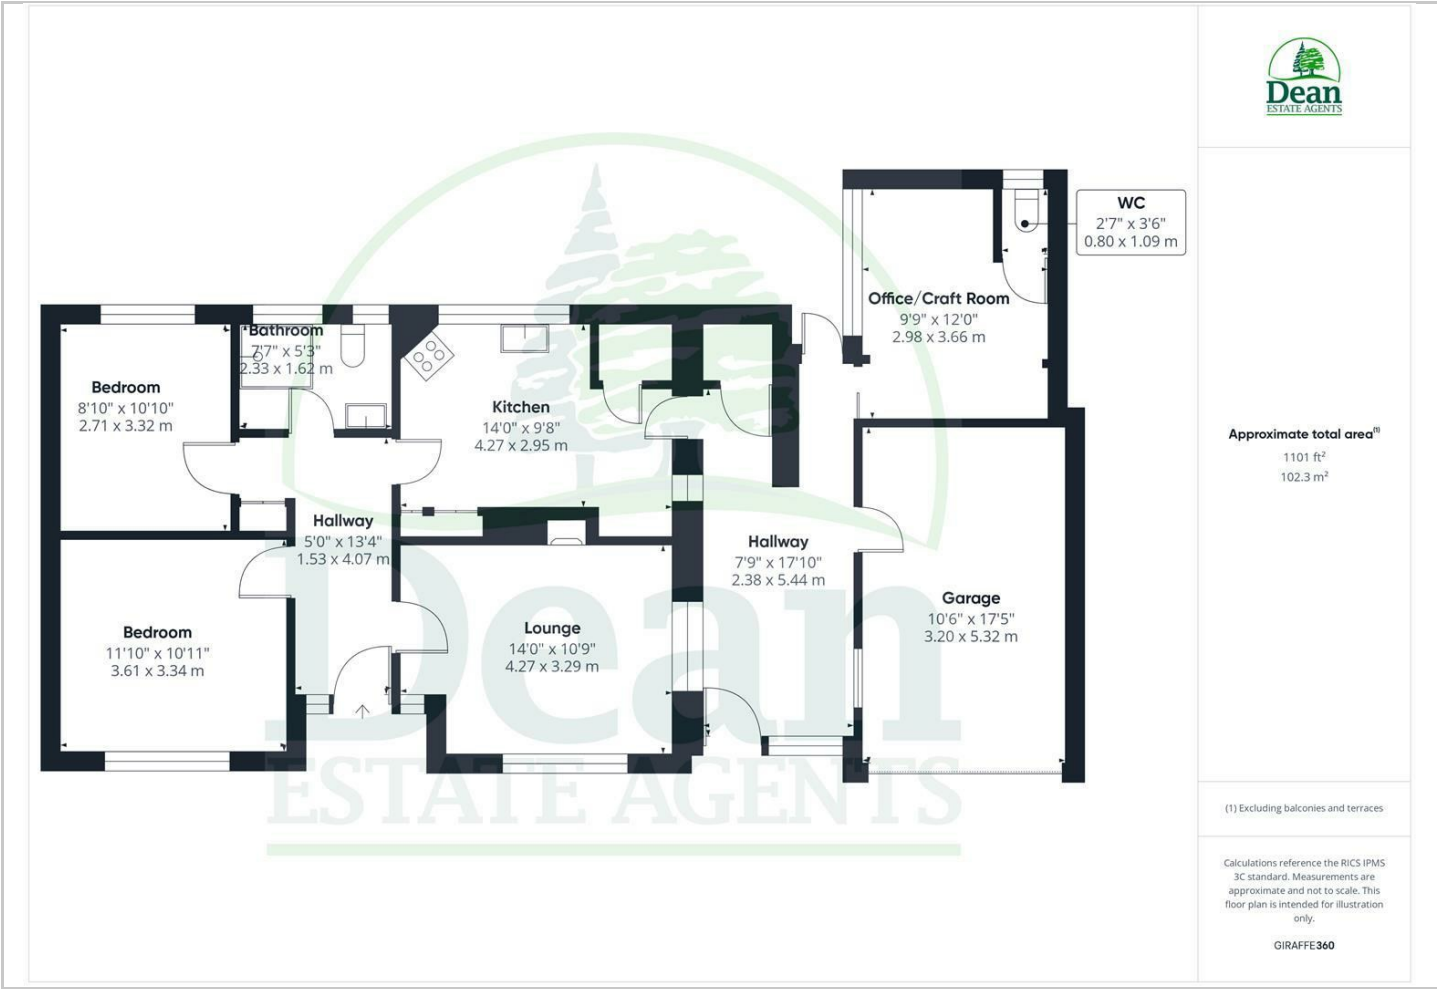 Dean
ESTATE AGENTS
WC
2'7" x 3'6"
0.80 x 1.09 m
Office/Craft Room
9'9" x 12'0"
2.98 x 3.66 m
Bathroom
7'7" x 5'3"
2.33 x 1.62 m
Bedroom
8'10" x 10'10"
2.71 x 3.32 m
Kitchen
14'0" x 9'8"
4.27 x 2.95 m
Hallway
5'0" x 13'4"
1.53 x 4.07 m
Hallway
7'9" x 17'10"
2.38 x 5.44 m
Garage
10'6" x 17'5"
3.20 x 5.32 m
Bedroom
11'10" x 10'11"
3.61 x 3.34 m
Lounge
14'0" x 10'9"
4.27 x 3.29 m
Dean
ESTATE AGENTS
Approximate total area⁽¹⁾
1101 ft²
102.3 m²
(1) Excluding balconies and terraces
Calculations reference the RICS IPMS
3C standard. Measurements are
approximate and not to scale. This
floor plan is intended for illustration
only.
GIRAFFE360